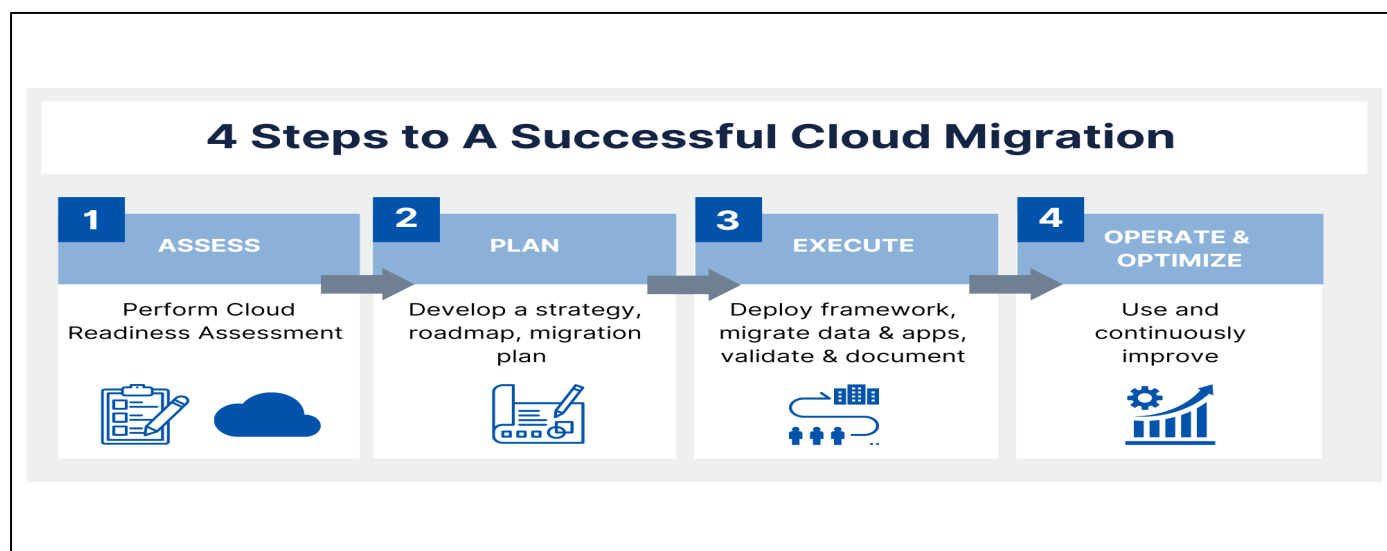 4 Steps to A Successful Cloud Migration
1
ASSESS
Perform Cloud
Readiness Assessment
2
PLAN
Develop a strategy,
roadmap, migration
plan
3
EXECUTE
Deploy framework,
migrate data & apps,
validate & document
4
OPERATE &
OPTIMIZE
Use and
continuously
improve